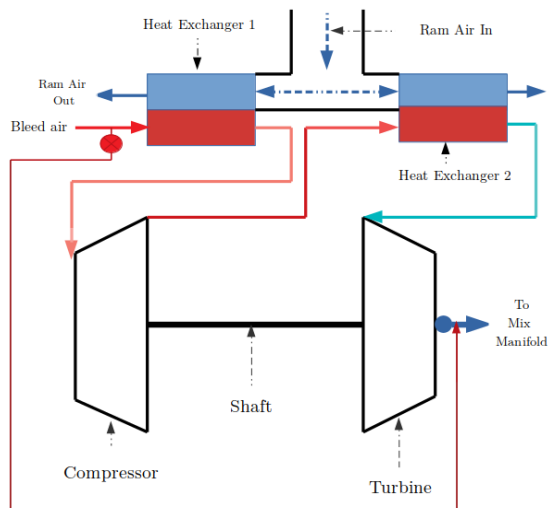 Heat Exchanger 1
Ram Air In
Ram Air
Out
Bleed air
Heat Exchanger 2
To
Mix
Manifold
Shaft
Compressor
Turbine